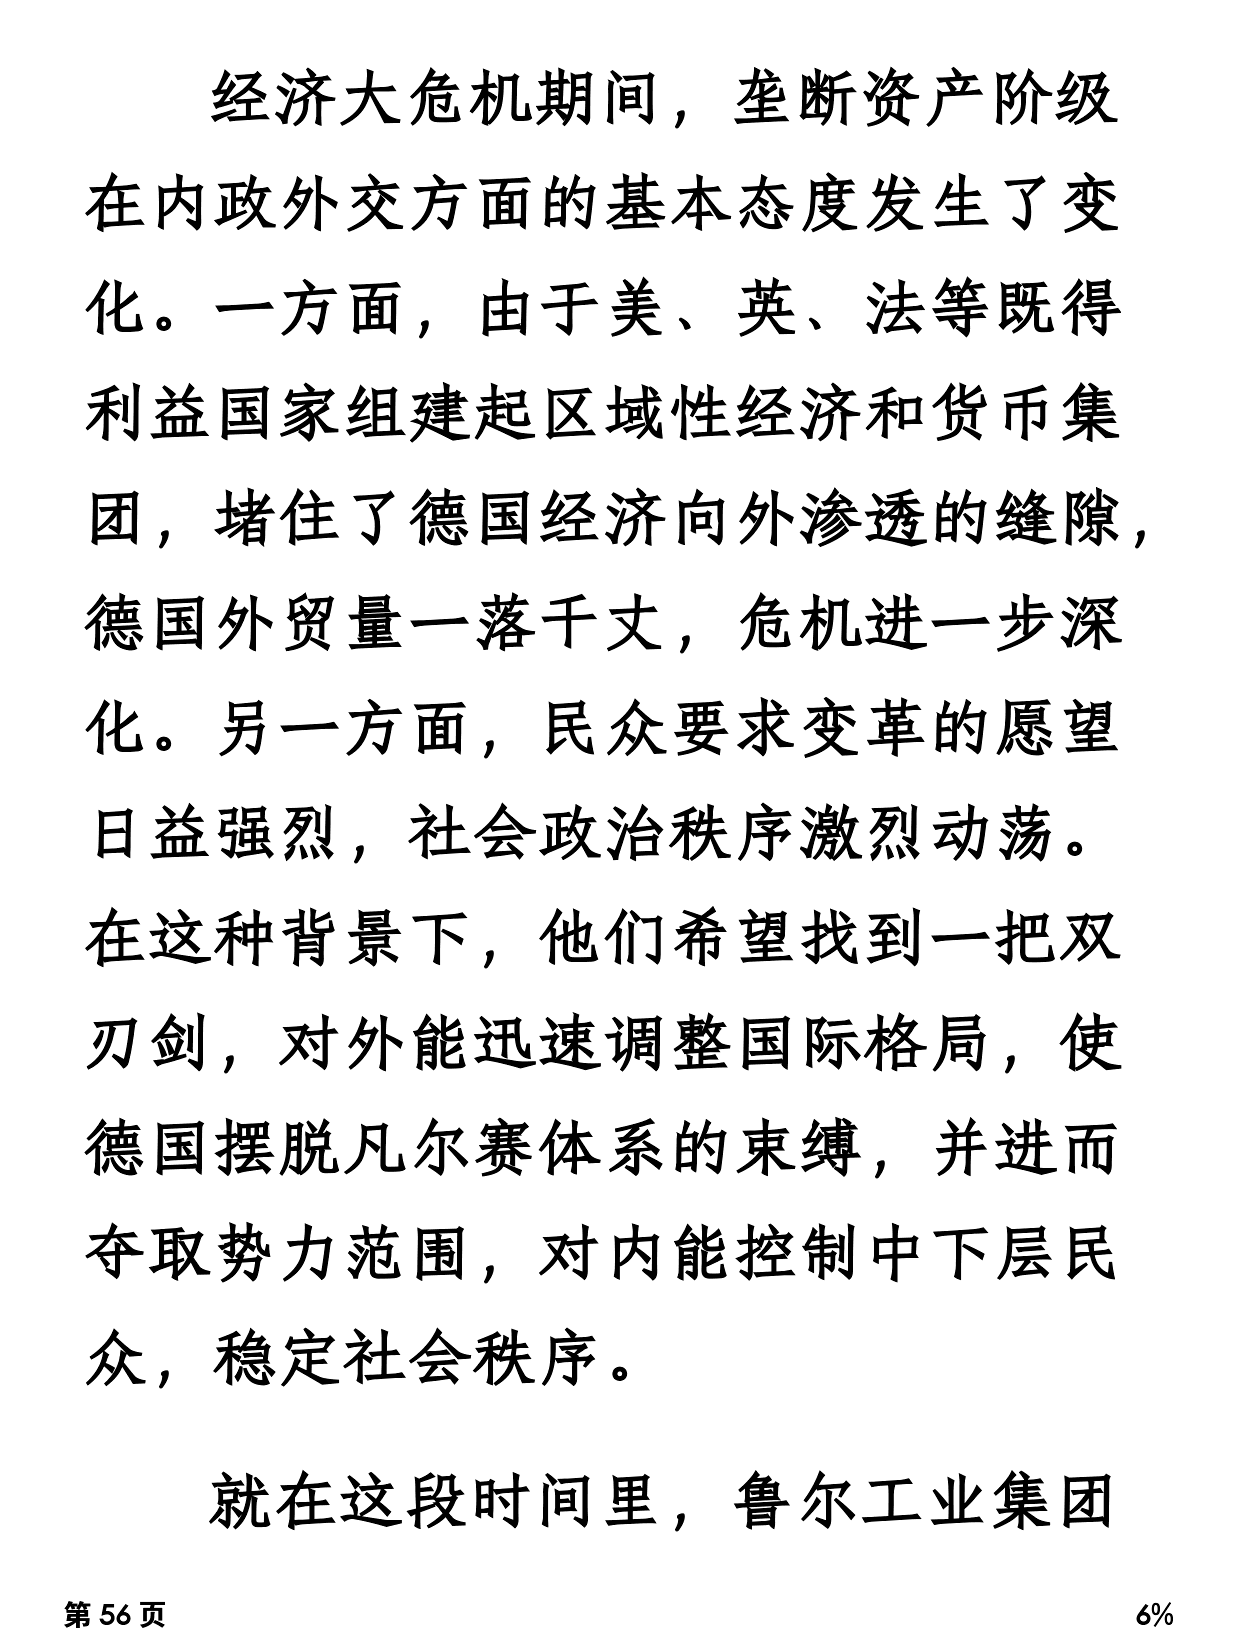 经济大危机期间，垄断资产阶级
在内政外交方面的基本态度发生了变
化。一方面，由于美、英、法等既得
利益国家组建起区域性经济和货币集
团，堵住了德国经济向外渗透的缝隙，
德国外贸量一落千丈，危机进一步深
化。另一方面，民众要求变革的愿望
日益强烈，社会政治秩序激烈动荡。
在这种背景下，他们希望找到一把双
刃剑，对外能迅速调整国际格局，使
德国摆脱凡尔赛体系的束缚，并进而
夺取势力范围，对内能控制中下层民
众，稳定社会秩序。
就在这段时间里，鲁尔工业集团
第 56 页
6%